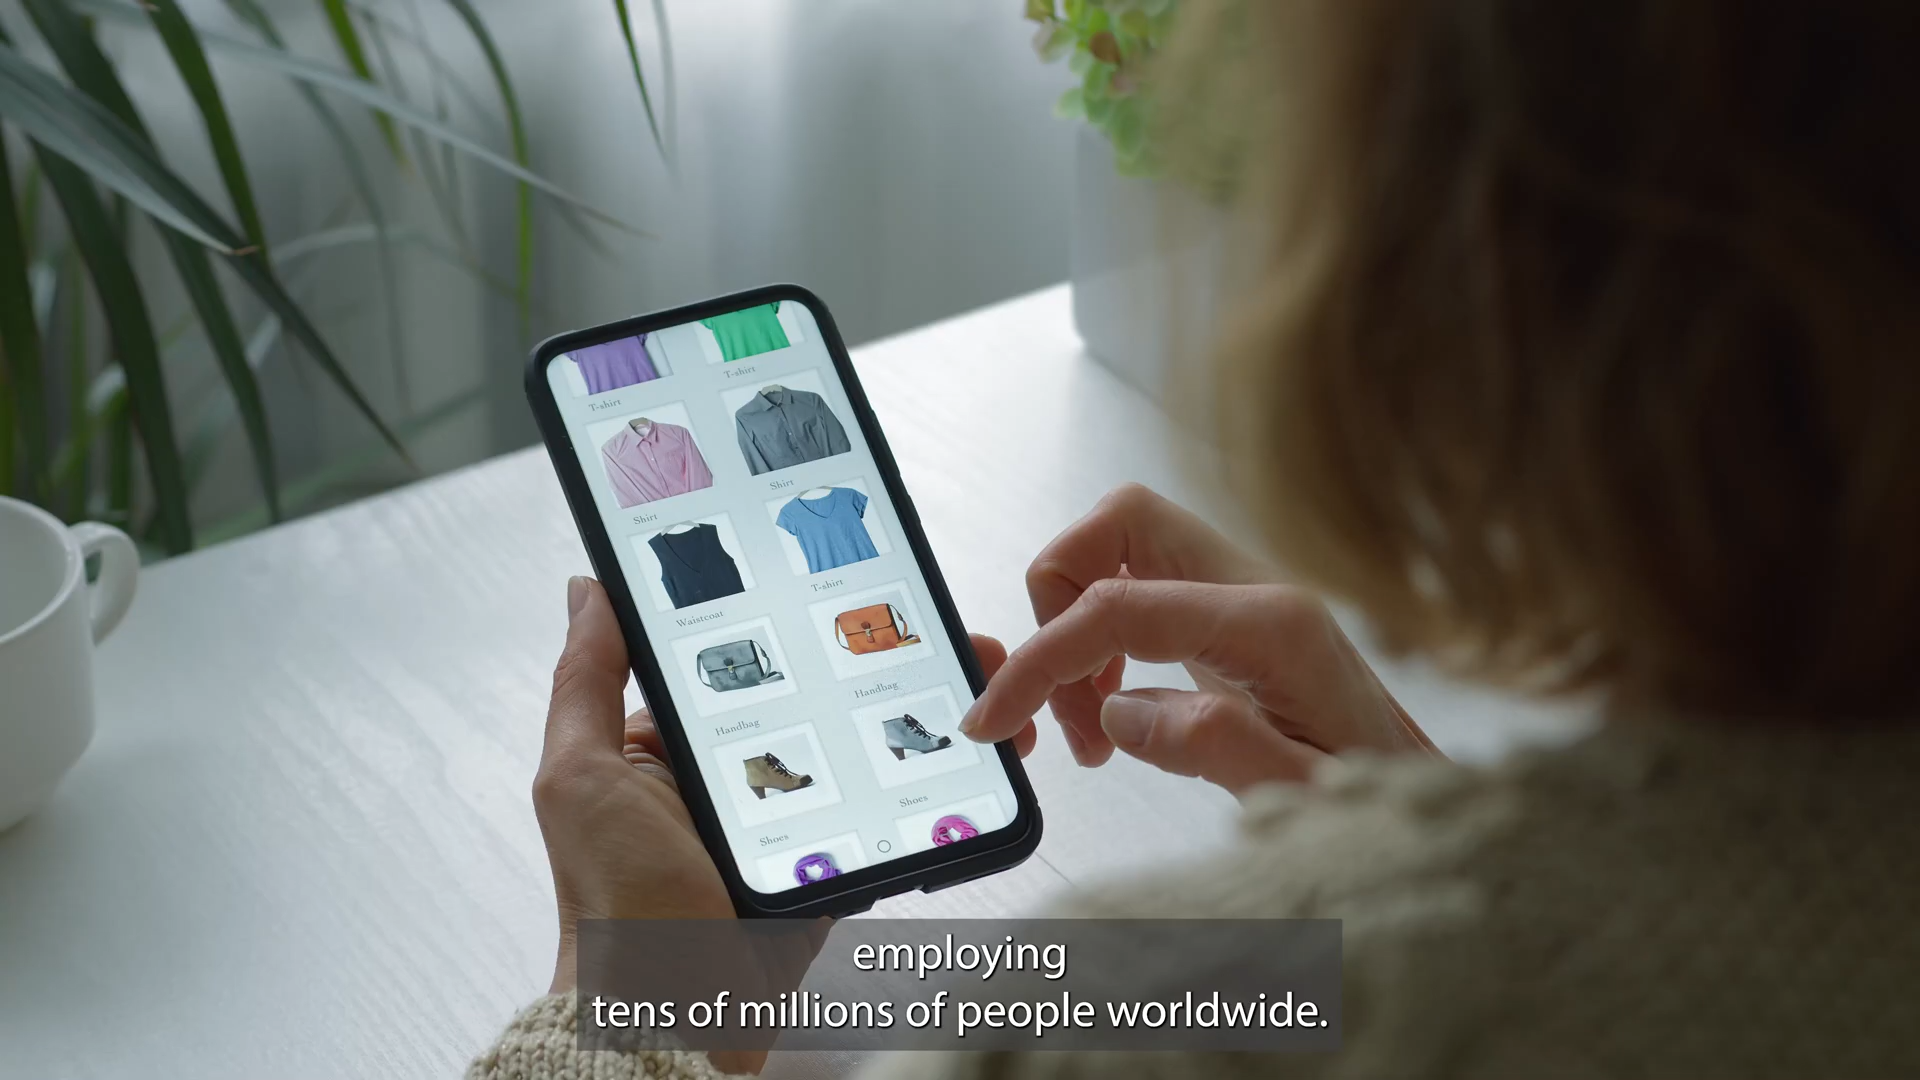 T-shirt
T-shirt
Shirt
Shirt
Waistcoat
T-shirt
Handbag
Handbag
Shoes
Shoes
employing
tens of millions of people worldwide.